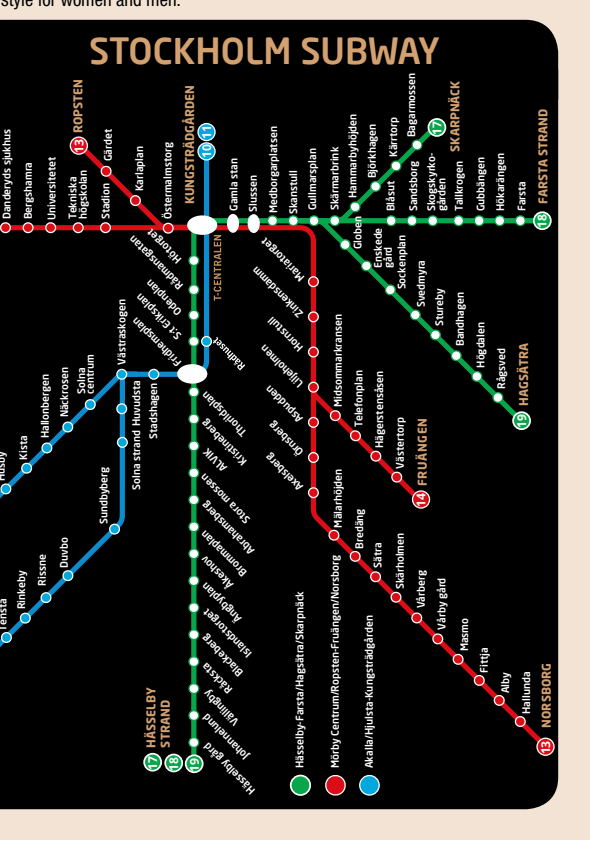 style for women and men.
STOCKHOLM SUBWAY
Danderyds sjukhus
Bergshamra
Universitetet
Tekniska
högskolan
Stadion
13 ROPSTEN
Gärdet
Karlaplan
Östermalmstorg
KUNGSTRÄDGÅRDEN
10 11
T-CENTRALEN
Gamla stan
Slussen
Medborgarplatsen
Skanstull
Gullmarsplan
Skärmarbrink
Hammarbyhöjden
Björkhagen
Kärrtorp
Bagarmossen
17 SKARPNÄCK
Blåsut
Sandsborg
Skogskyrko-
gården
Tallkrogen
Gubbängen
Hökarängen
Farsta
18 FARSTA STRAND
Globen
Enskede
gård
Sockenplan
Svedmyra
Stureby
Bandhagen
Högdalen
Rågsved
19 HAGSÄTRA
Hötorget
Rådmansgatan
Odenplan
S:t Eriksplan
Fridhemsplan
Rådhuset
Mariatorget
Zinkensdamm
Hornstull
Liljeholmen
Aspudden
Örnsberg
Axelsberg
Midsommarkransen
Telefonplan
Hägerstensåsen
Västertorp
14 FRUÄNGEN
Mälarhöjden
Bredäng
Sätra
Skärholmen
Vårberg
Vårby gård
Masmo
Fittja
Alby
Hallunda
13 NORSBORG
Husby
Kista
Hallonbergen
Näckrosen
Solna
centrum
Västraskogen
Stadshagen
Huvudsta
Solna strand
Sundbyberg
Duvbo
Rissne
Rinkeby
Tensta
Thorildsplan
Kristineberg
ALVIK
Stora mossen
Abrahamsberg
Brommaplan
Åkeshov
Ängbyplan
Islandstorget
Blackeberg
Råcksta
Vällingby
Johannelund
Hässelby gård
HÄSSELBY
STRAND
17
18
19
Hässelby-Farsta/Hagsätra/Skarpnäck
Mörby Centrum/Ropsten-Fruängen/Norsborg
Akalla/Hjulsta-Kungsträdgården